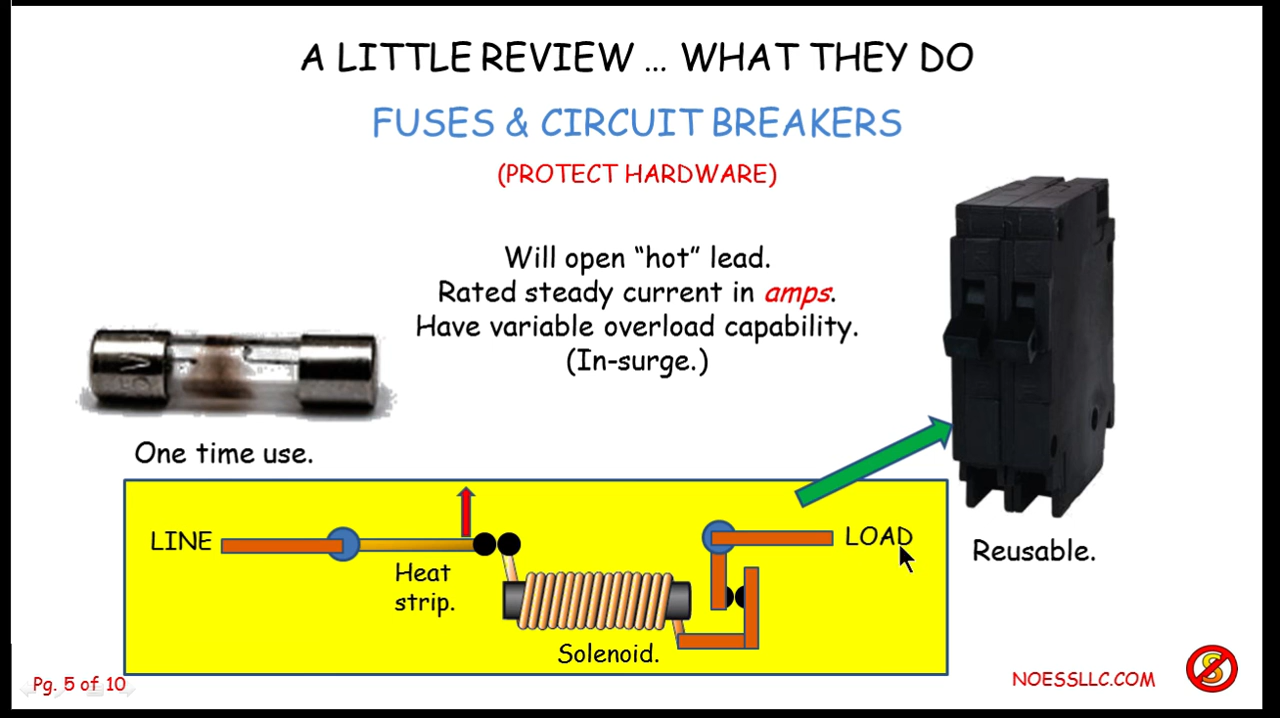 A LITTLE REVIEW ... WHAT THEY DO
FUSES & CIRCUIT BREAKERS
(PROTECT HARDWARE)
Will open “hot” lead.
Rated steady current in amps.
Have variable overload capability.
(In-surge.)
One time use.
LINE
Heat
strip.
Solenoid.
LOAD
Reusable.
Pg. 5 of 10
NOESSLLC.COM
S